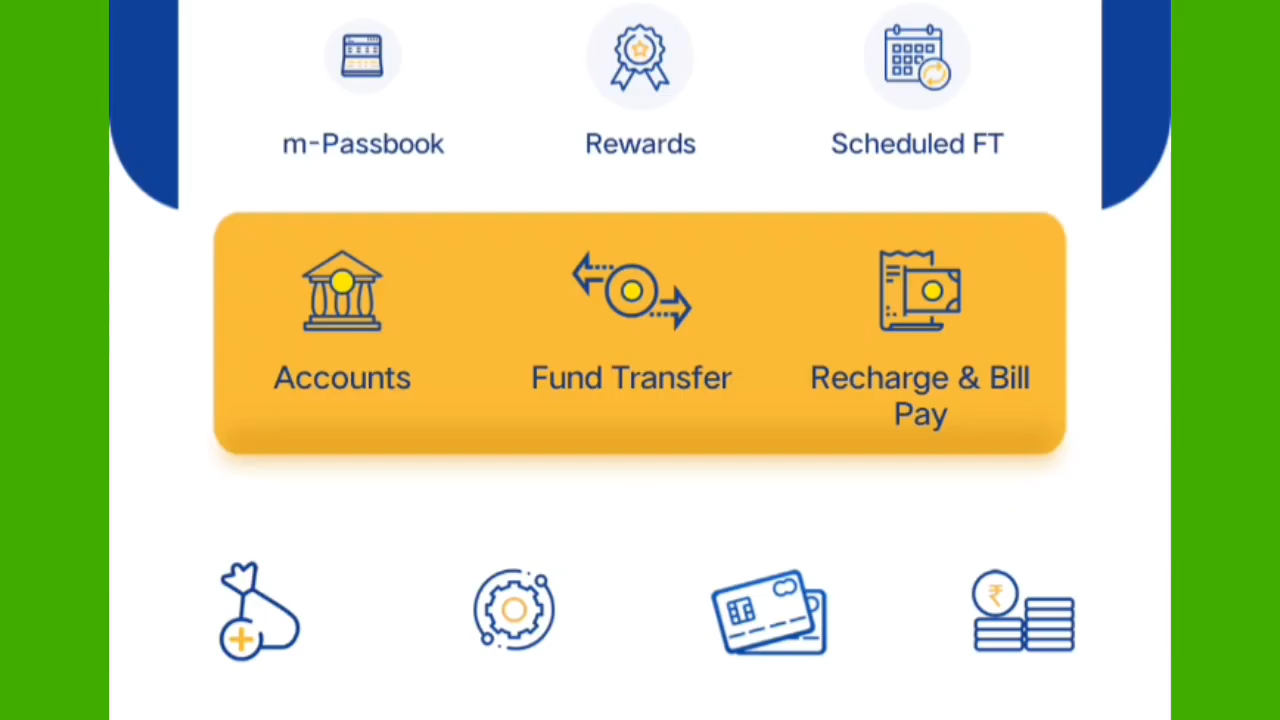 m-Passbook
Rewards
Scheduled FT
Accounts
Fund Transfer
Recharge & Bill
Pay
₹